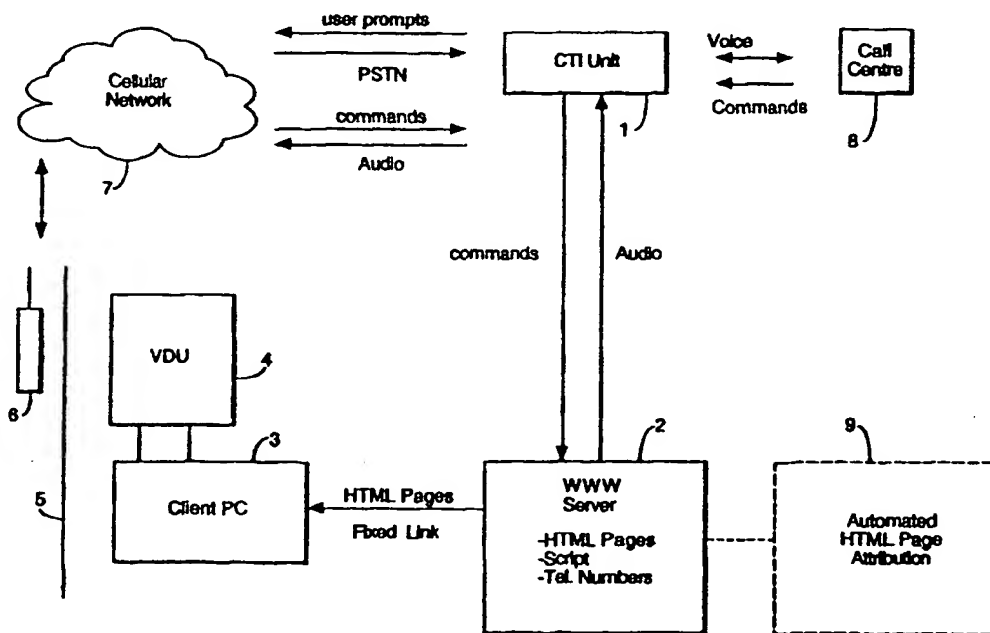 user prompts
PSTN
Cellular
Network
commands
Audio
7
CTI Unit
1
Voice
Commands
Call
Centre
8
commands
Audio
6
5
VDU
4
3
Client PC
HTML Pages
Fixed Link
2
WWW
Server
-HTML Pages
-Script
-Tel. Numbers
9
Automated
HTML Page
Attribution